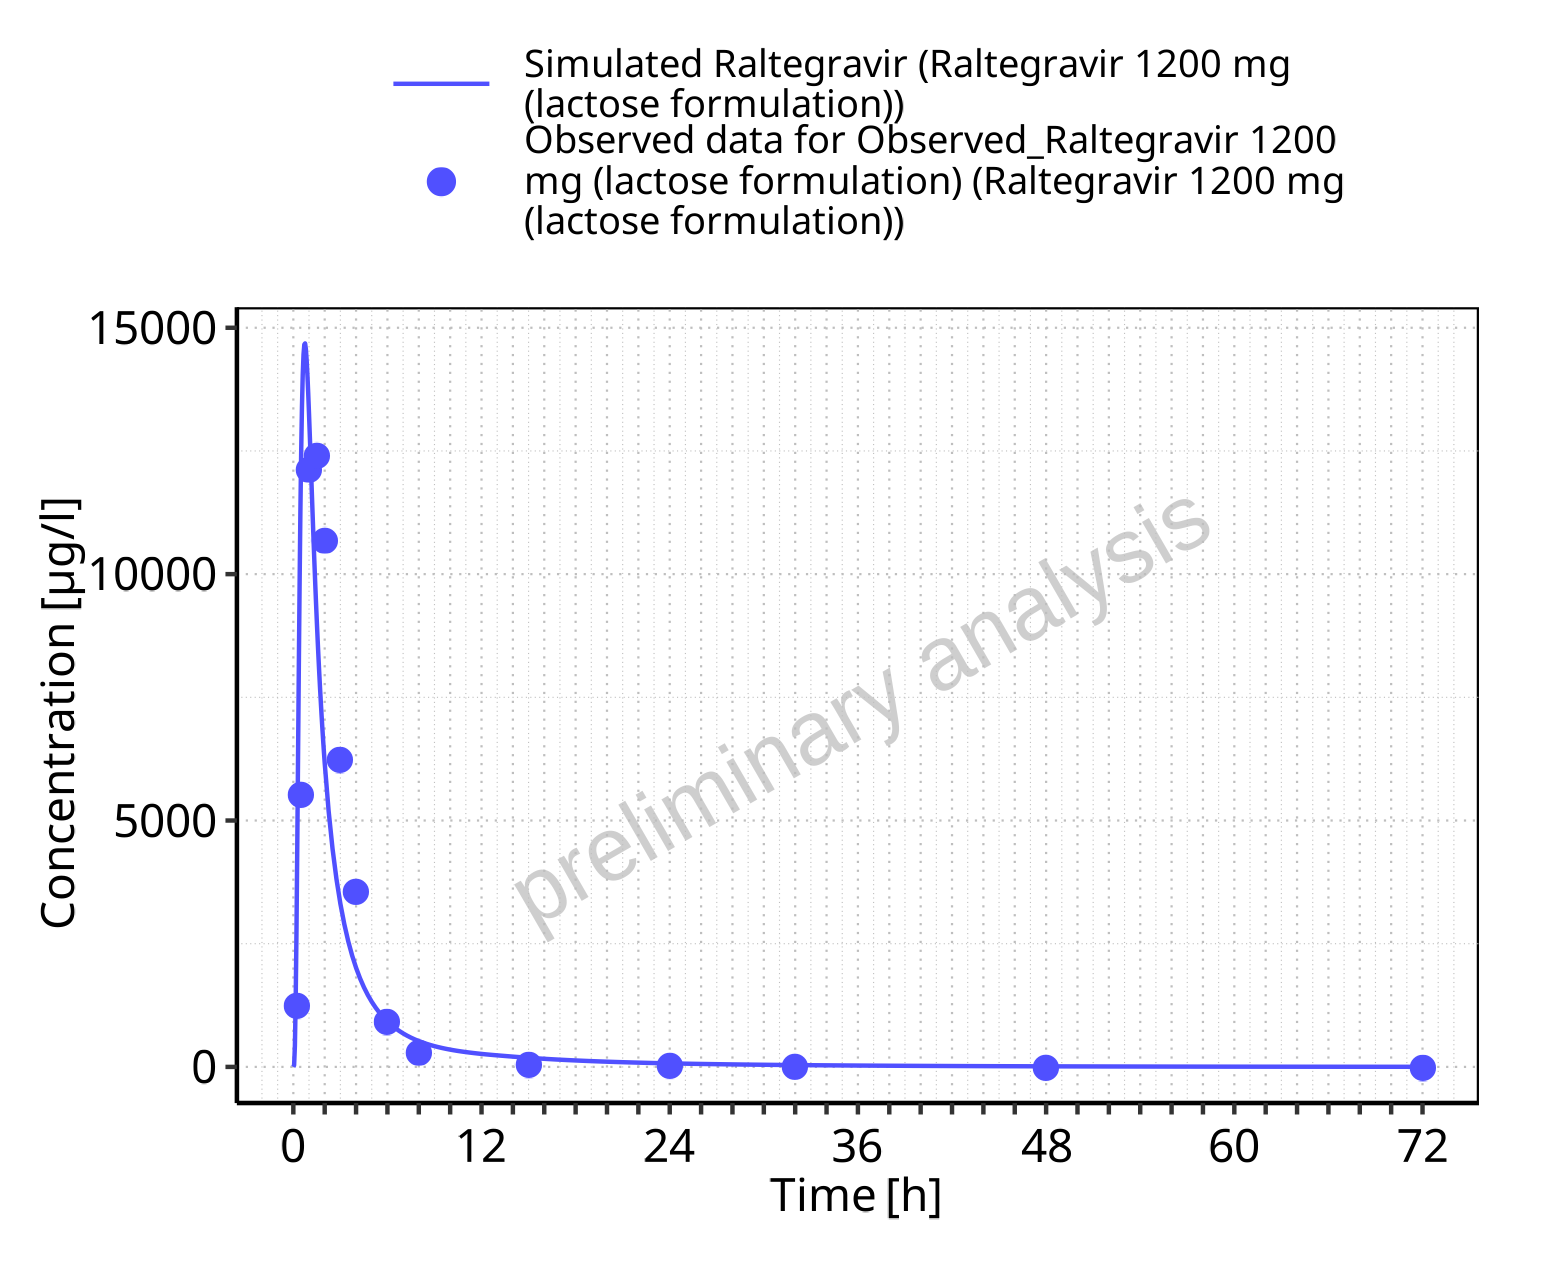 Simulated Raltegravir (Raltegravir 1200 mg
(lactose formulation))
Observed data for Observed_Raltegravir 1200
mg (lactose formulation) (Raltegravir 1200 mg
(lactose formulation))
15000
10000
5000
0
Concentration [µg/l]
preliminary analysis
0 12 24 36 48 60 72
Time [h]